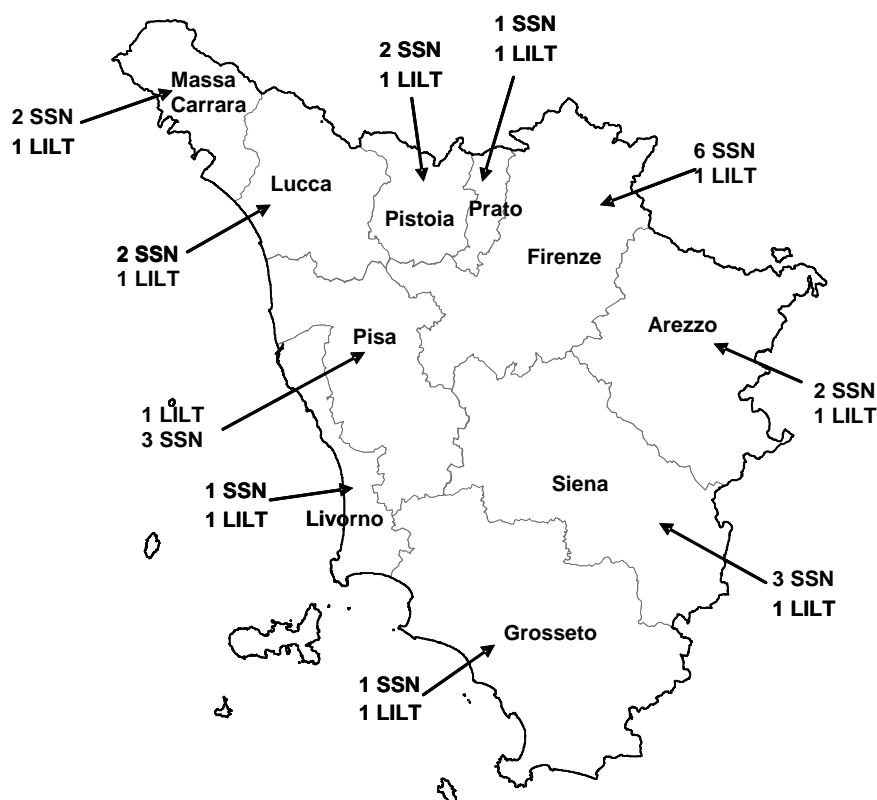 1 SSN
1 LILT
2 SSN
1 LILT
Massa
Carrara
2 SSN
1 LILT
6 SSN
1 LILT
Lucca
Pistoia
Prato
2 SSN
1 LILT
Firenze
Arezzo
Pisa
2 SSN
1 LILT
1 LILT
3 SSN
Siena
1 SSN
1 LILT
Livorno
3 SSN
1 LILT
Grosseto
1 SSN
1 LILT